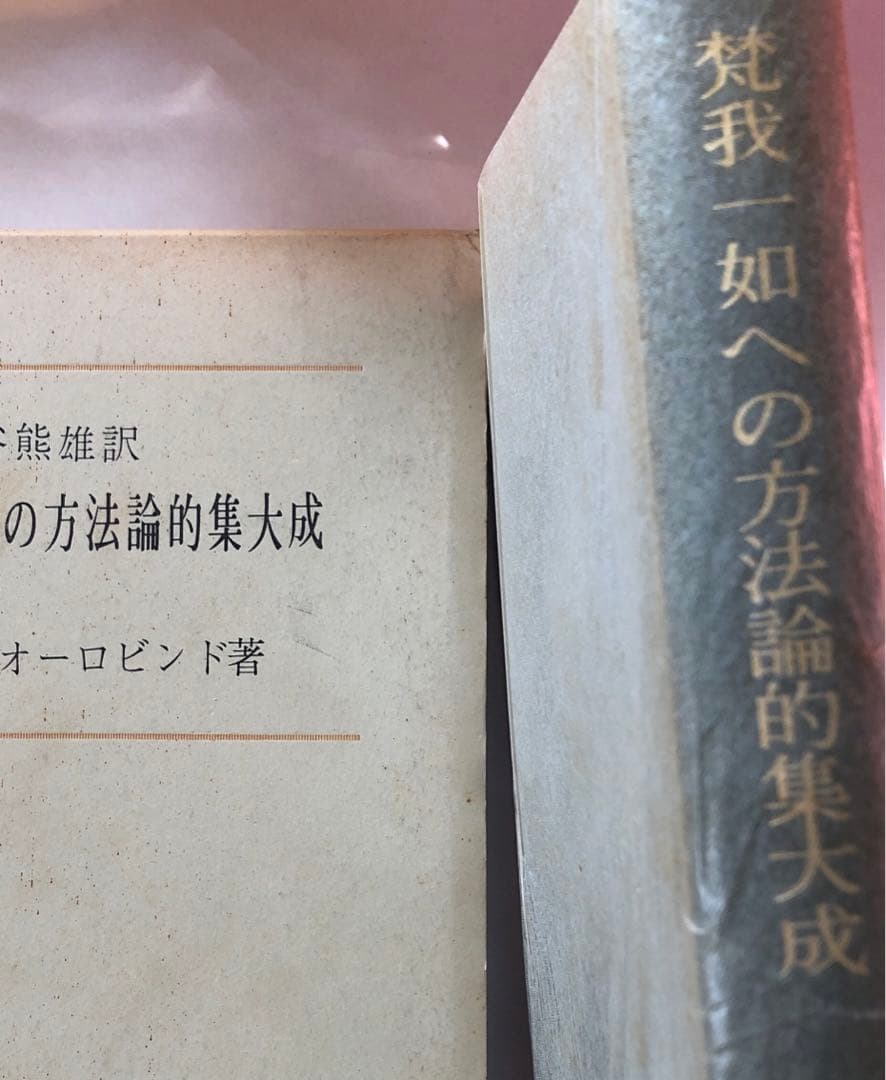 熊雄訳
の方法論的集大成
オーロビンド著
梵我一如への方法論的集大成